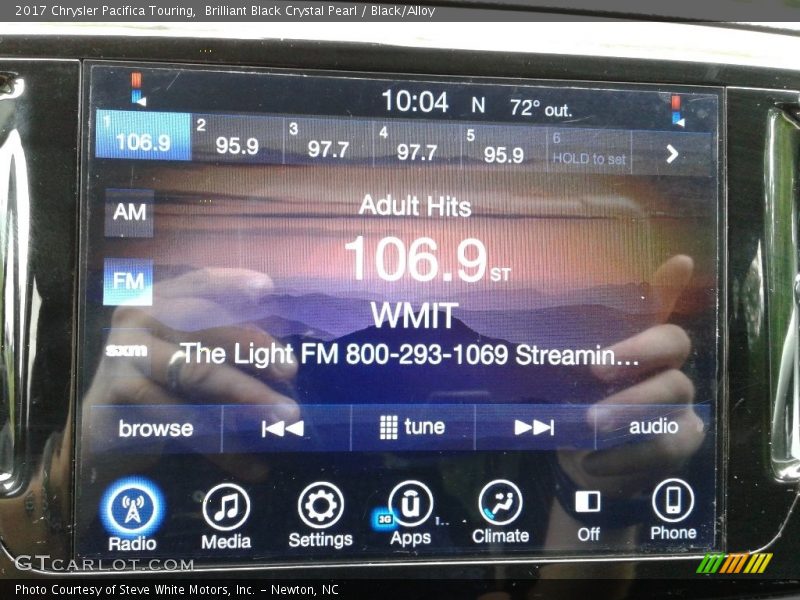 2017 Chrysler Pacifica Touring,  Brilliant Black Crystal Pearl / Black/Alloy
10:04 N 72° out.
1 106.9 2 95.9 3 97.7 4 97.7 5 95.9 6 HOLD to set
AM
Adult Hits
106.9 ST
FM
WMIT
sxm
The Light FM 800-293-1069 Streamin...
browse tune audio
Radio Media Settings 3G Apps 1... Climate Off Phone
GTCARLOT.COM
Photo Courtesy of Steve White Motors, Inc. – Newton, NC